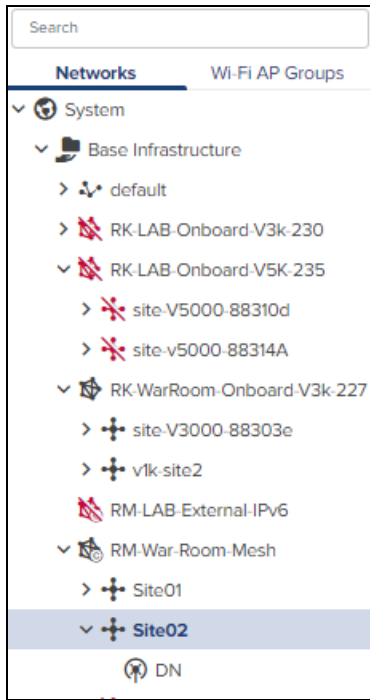 Search
Networks Wi-Fi AP Groups
System
Base Infrastructure
default
RK-LAB-Onboard-V3k-230
RK-LAB-Onboard-V5K-235
site-V5000-88310d
site-v5000-88314A
RK-WarRoom-Onboard-V3k-227
site-V3000-88303e
v1k-site2
RM-LAB-External-IPv6
RM-War-Room-Mesh
Site01
Site02
DN